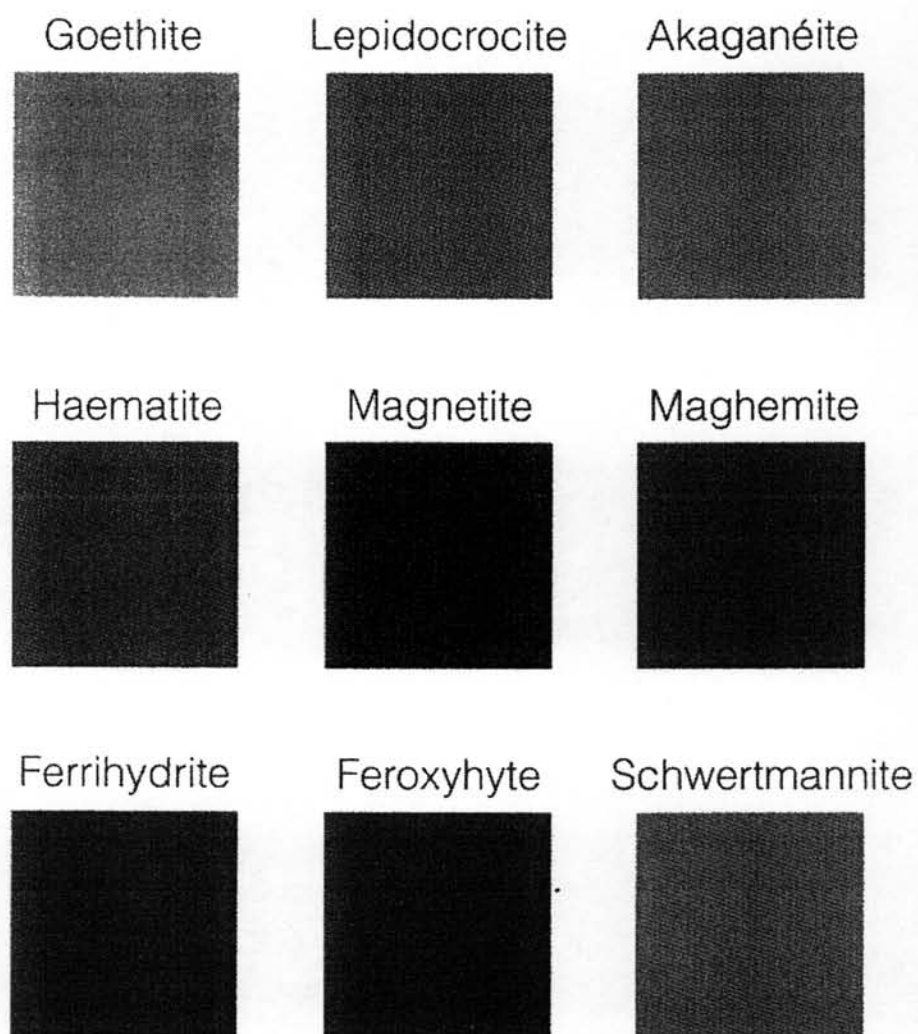 Goethite Lepidocrocite Akaganéite
Haematite Magnetite Maghemite
Ferrihydrite Feroxyhyte Schwertmannite